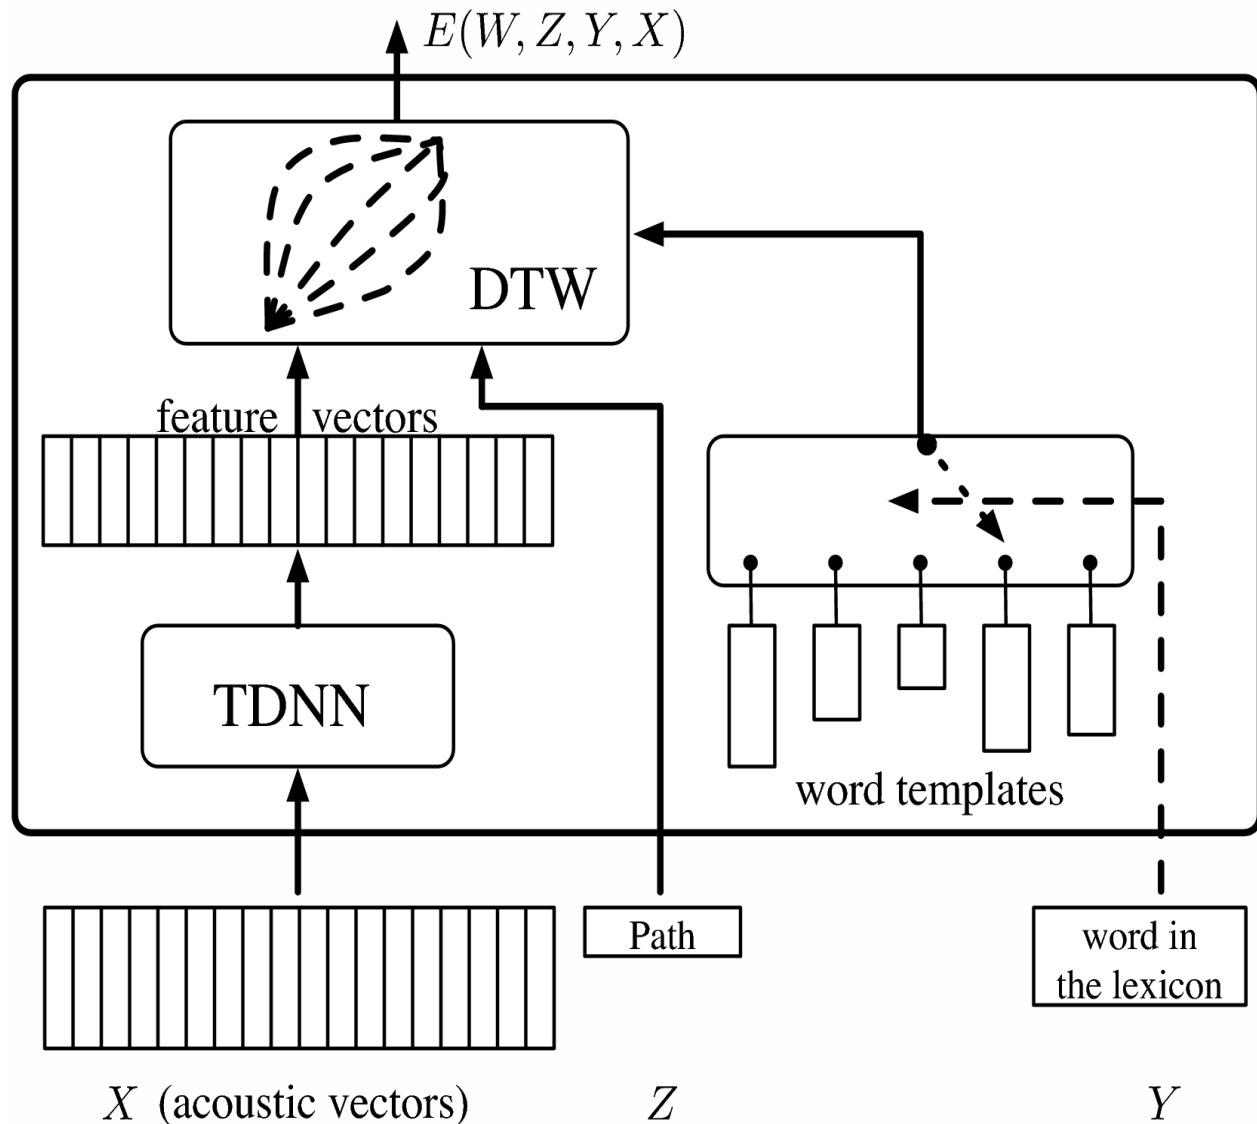 E(W, Z, Y, X)
DTW
feature vectors
TDNN
word templates
Path
word in
the lexicon
X (acoustic vectors)
Z
Y